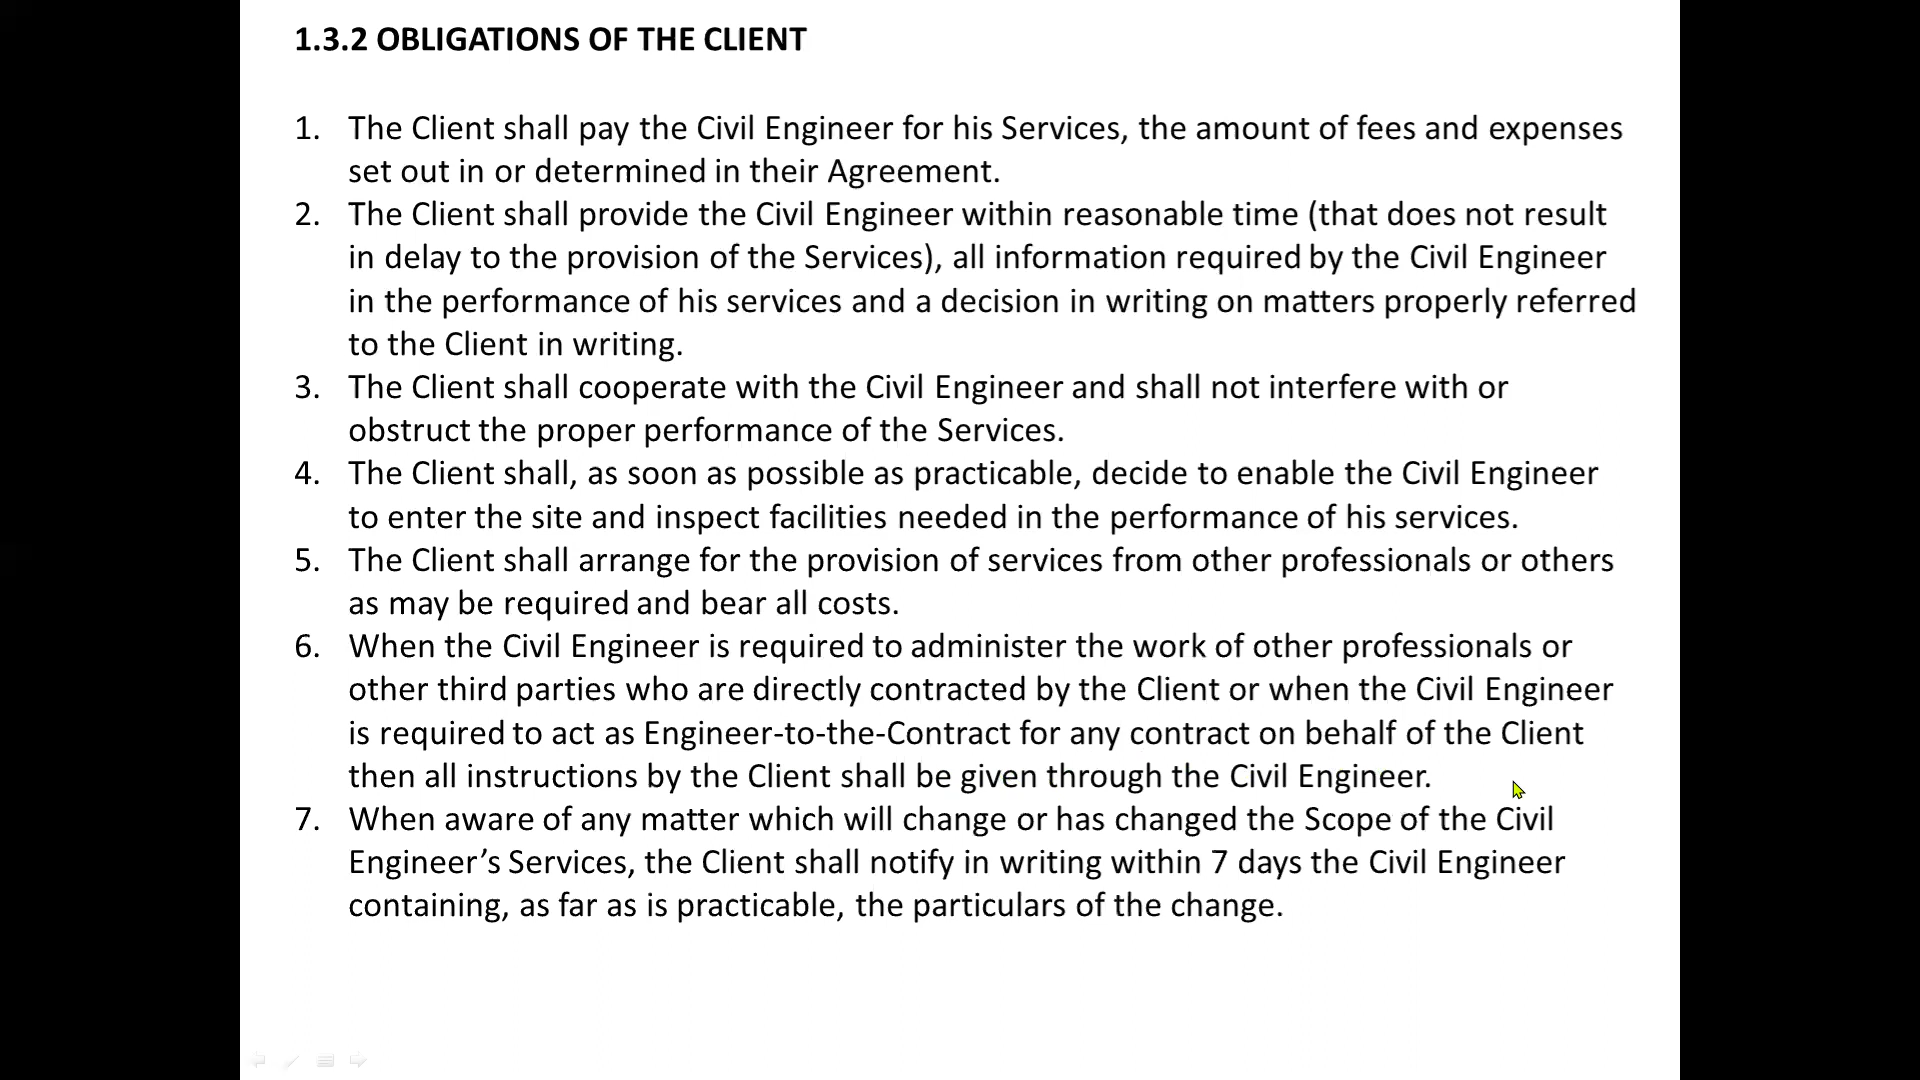 1.3.2 OBLIGATIONS OF THE CLIENT
1. The Client shall pay the Civil Engineer for his Services, the amount of fees and expenses
set out in or determined in their Agreement.
2. The Client shall provide the Civil Engineer within reasonable time (that does not result
in delay to the provision of the Services), all information required by the Civil Engineer
in the performance of his services and a decision in writing on matters properly referred
to the Client in writing.
3. The Client shall cooperate with the Civil Engineer and shall not interfere with or
obstruct the proper performance of the Services.
4. The Client shall, as soon as possible as practicable, decide to enable the Civil Engineer
to enter the site and inspect facilities needed in the performance of his services.
5. The Client shall arrange for the provision of services from other professionals or others
as may be required and bear all costs.
6. When the Civil Engineer is required to administer the work of other professionals or
other third parties who are directly contracted by the Client or when the Civil Engineer
is required to act as Engineer-to-the-Contract for any contract on behalf of the Client
then all instructions by the Client shall be given through the Civil Engineer.
7. When aware of any matter which will change or has changed the Scope of the Civil
Engineer’s Services, the Client shall notify in writing within 7 days the Civil Engineer
containing, as far as is practicable, the particulars of the change.